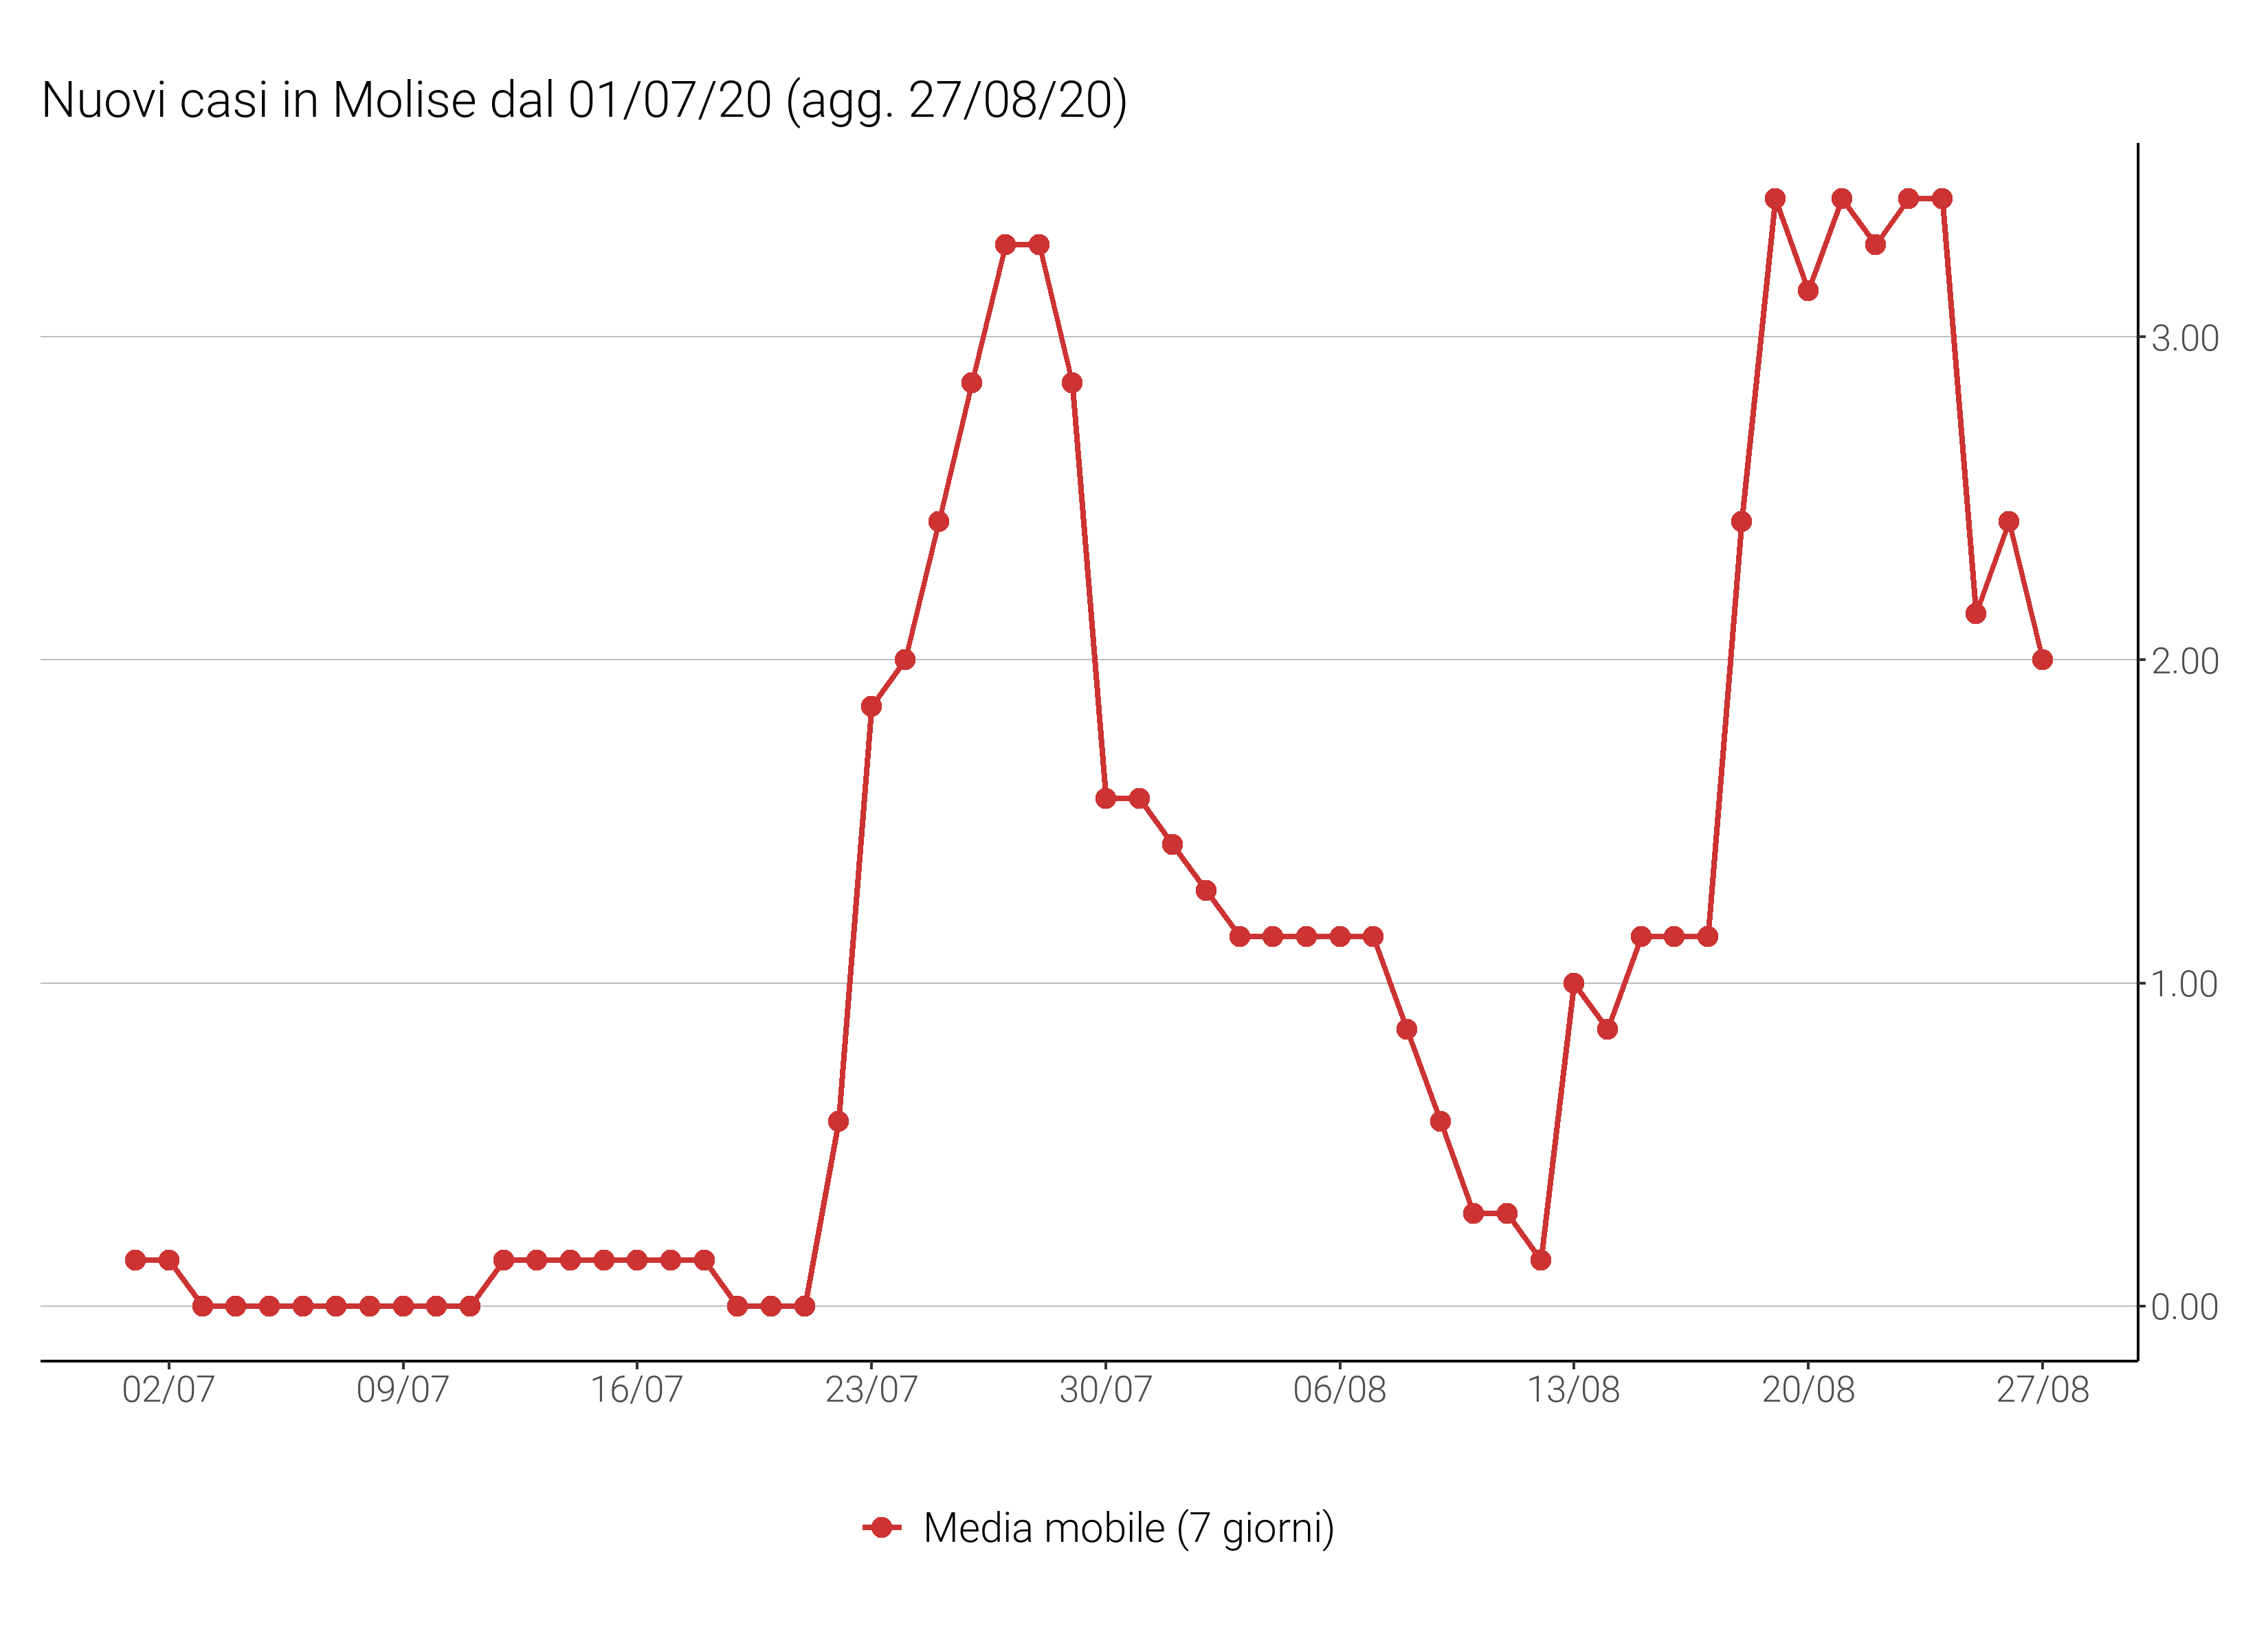 Nuovi casi in Molise dal 01/07/20 (agg. 27/08/20)
3.00
2.00
1.00
0.00
02/07 09/07 16/07 23/07 30/07 06/08 13/08 20/08 27/08
Media mobile (7 giorni)